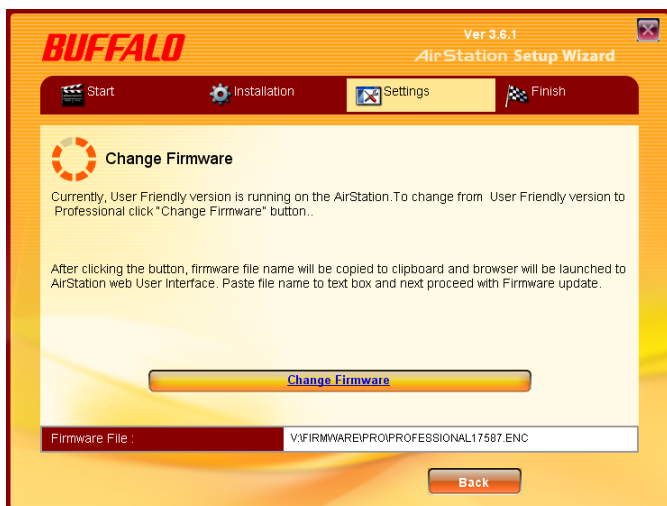 BUFFALO
Ver 3.6.1
AirStation Setup Wizard
Start
Installation
Settings
Finish
Change Firmware
Currently, User Friendly version is running on the AirStation.To change from User Friendly version to
Professional click "Change Firmware" button..
After clicking the button, firmware file name will be copied to clipboard and browser will be launched to
AirStation web User Interface. Paste file name to text box and next proceed with Firmware update.
Change Firmware
Firmware File :
V:\FIRMWARE\PRO\PROFESSIONAL17587.ENC
Back